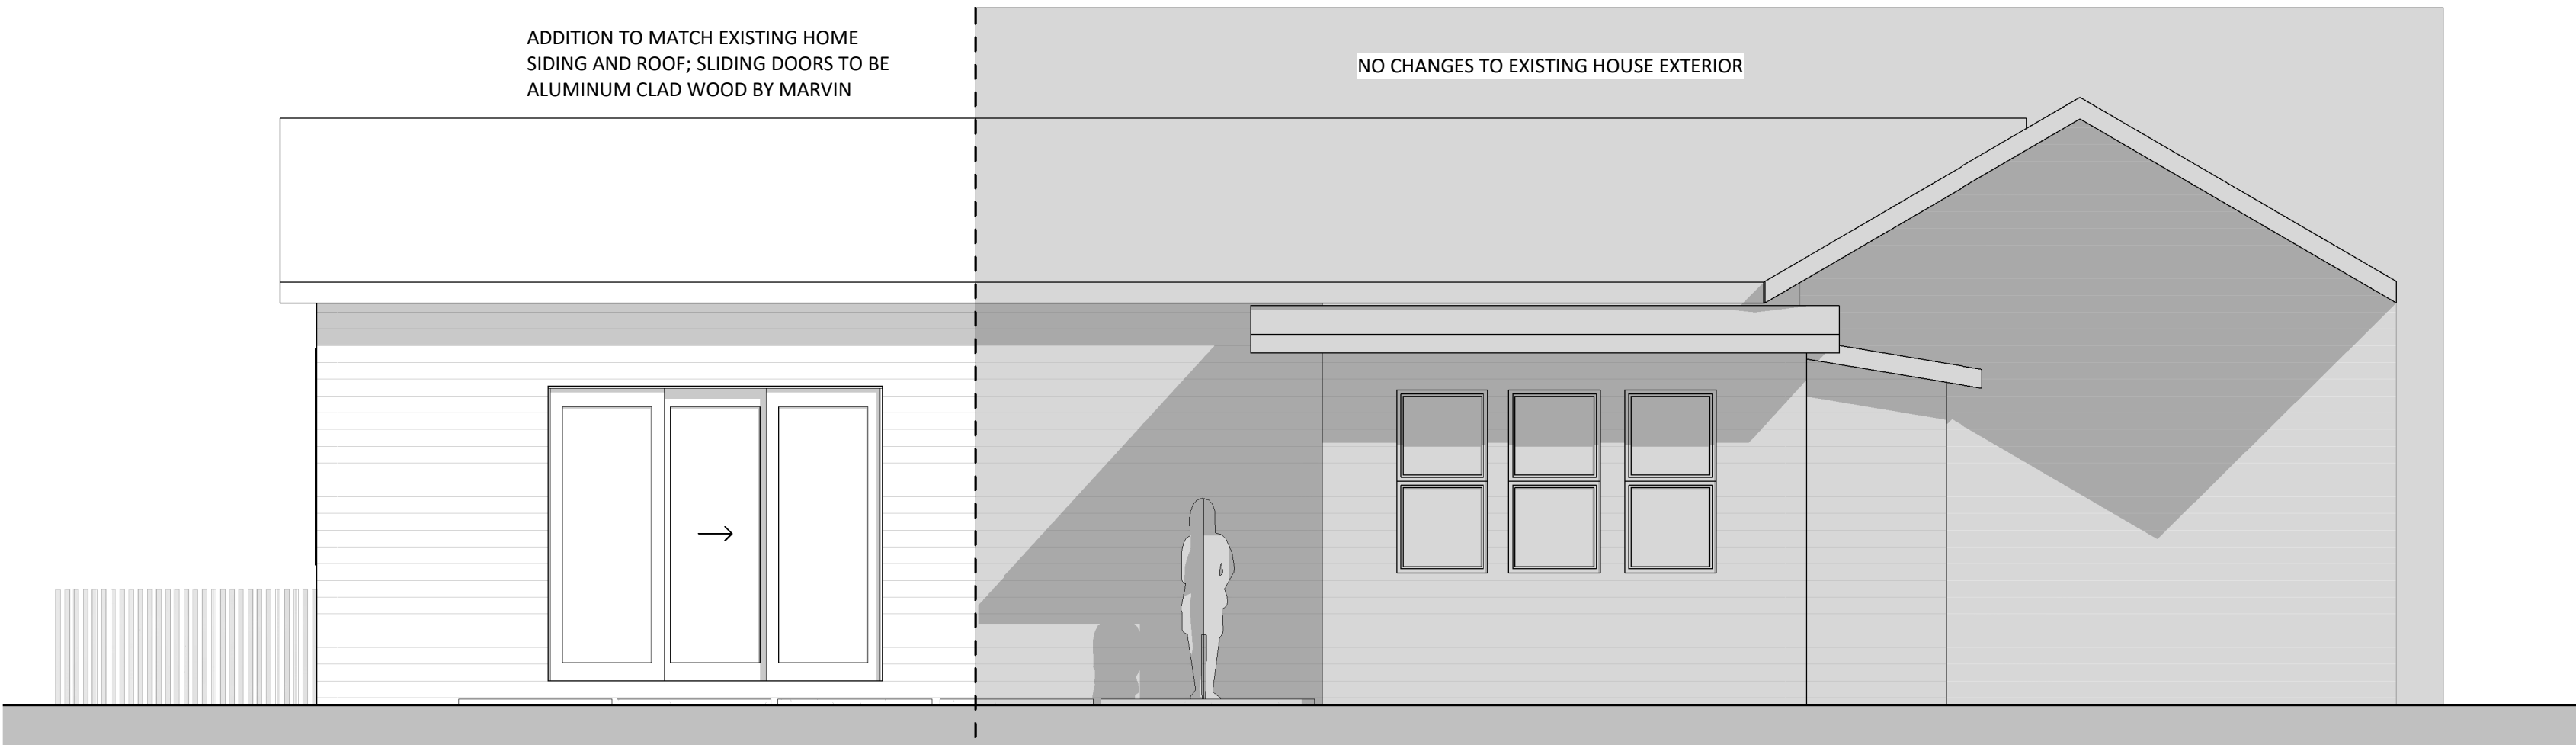 ADDITION TO MATCH EXISTING HOME
SIDING AND ROOF; SLIDING DOORS TO BE
ALUMINUM CLAD WOOD BY MARVIN
NO CHANGES TO EXISTING HOUSE EXTERIOR